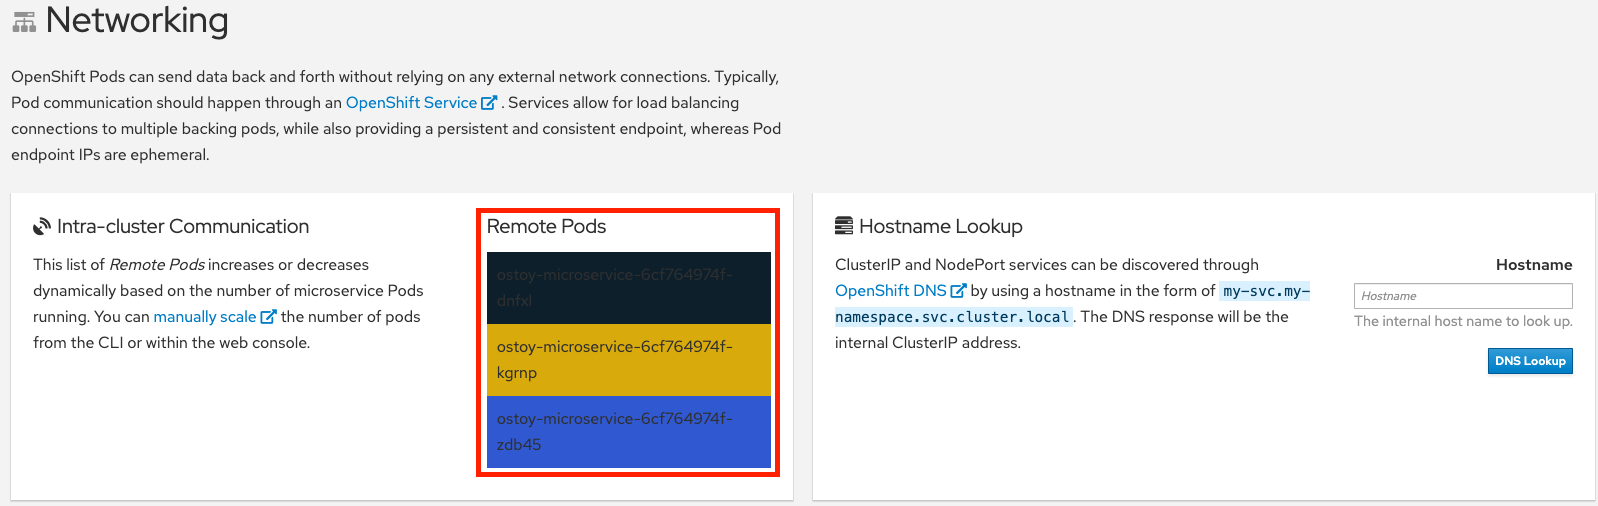 Networking
OpenShift Pods can send data back and forth without relying on any external network connections. Typically,
Pod communication should happen through an OpenShift Service . Services allow for load balancing
connections to multiple backing pods, while also providing a persistent and consistent endpoint, whereas Pod
endpoint IPs are ephemeral.
Intra-cluster Communication
This list of Remote Pods increases or decreases
dynamically based on the number of microservice Pods
running. You can manually scale the number of pods
from the CLI or within the web console.
Remote Pods
ostoy-microservice-6cf764974f-
dnfxl
ostoy-microservice-6cf764974f-
kgrnp
ostoy-microservice-6cf764974f-
zdb45
Hostname Lookup
ClusterIP and NodePort services can be discovered through
OpenShift DNS by using a hostname in the form of my-svc.my-
namespace.svc.cluster.local. The DNS response will be the
internal ClusterIP address.
Hostname
Hostname
The internal host name to look up.
DNS Lookup